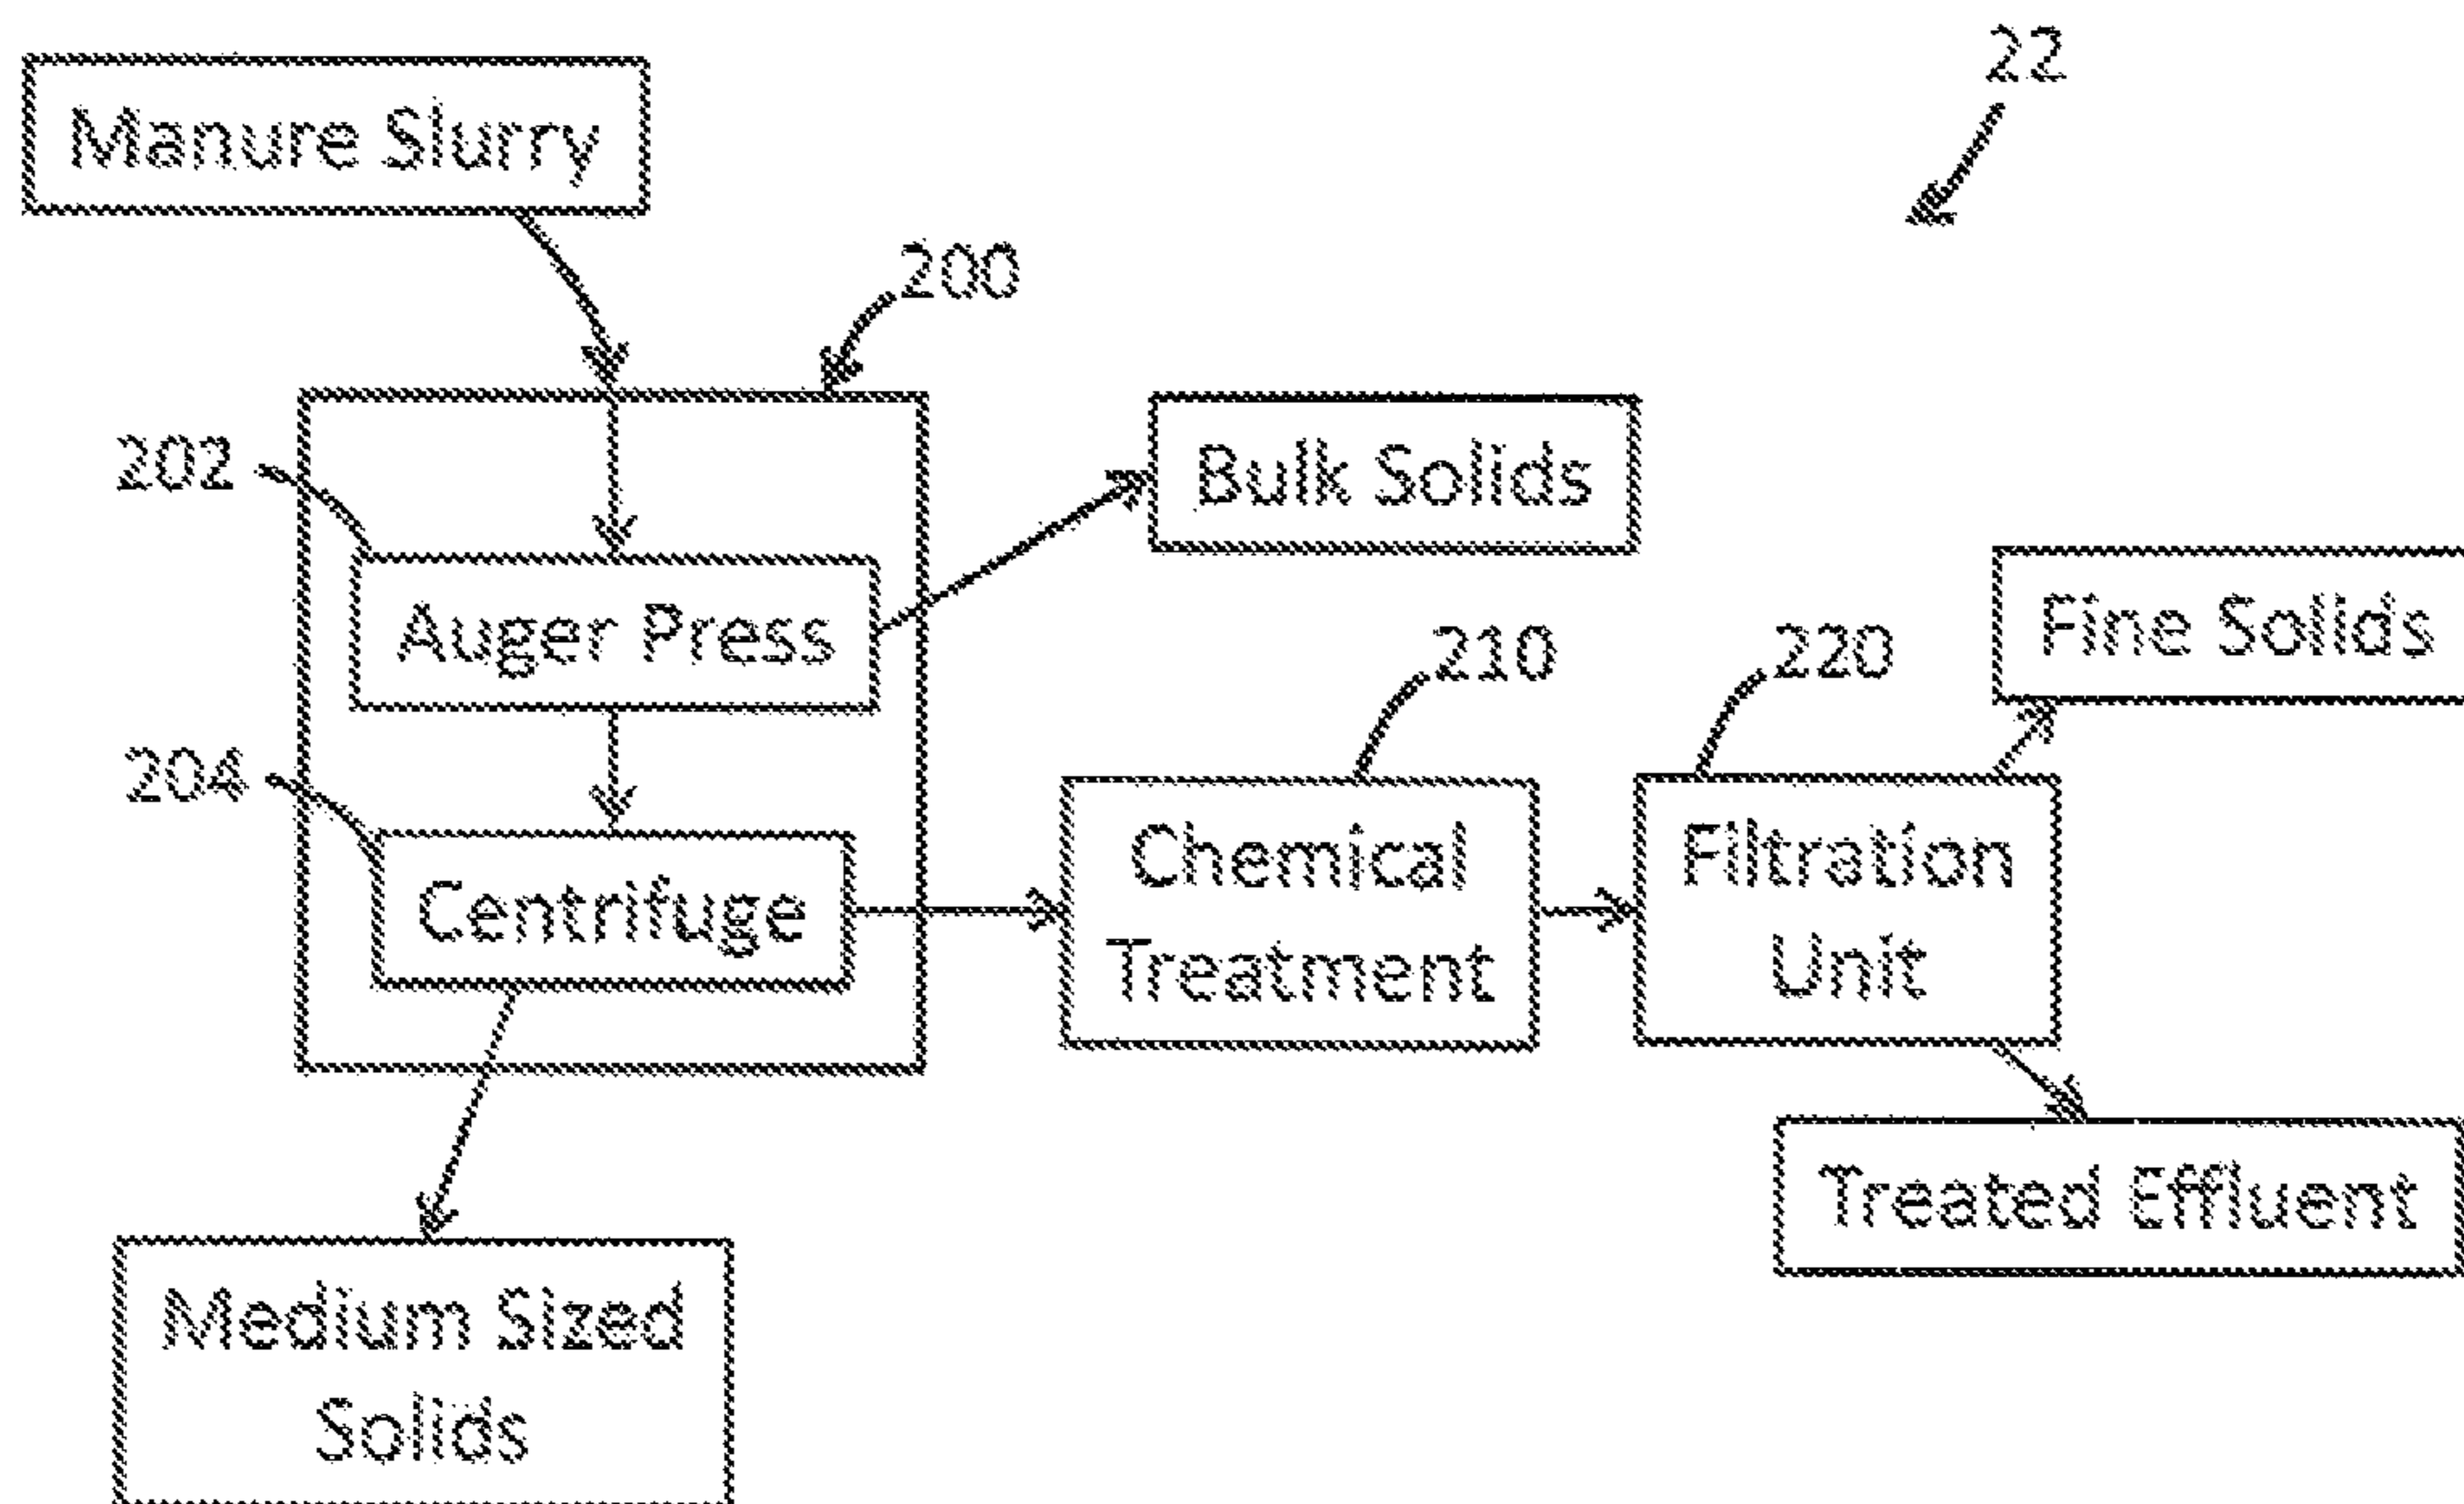 22
Manure Slurry
200
202
Bulk Solids
Auger Press
Fine Solids
210
220
204
Chemical
Treatment
Filtration
Unit
Centrifuge
Treated Effluent
Medium Sized
Solids